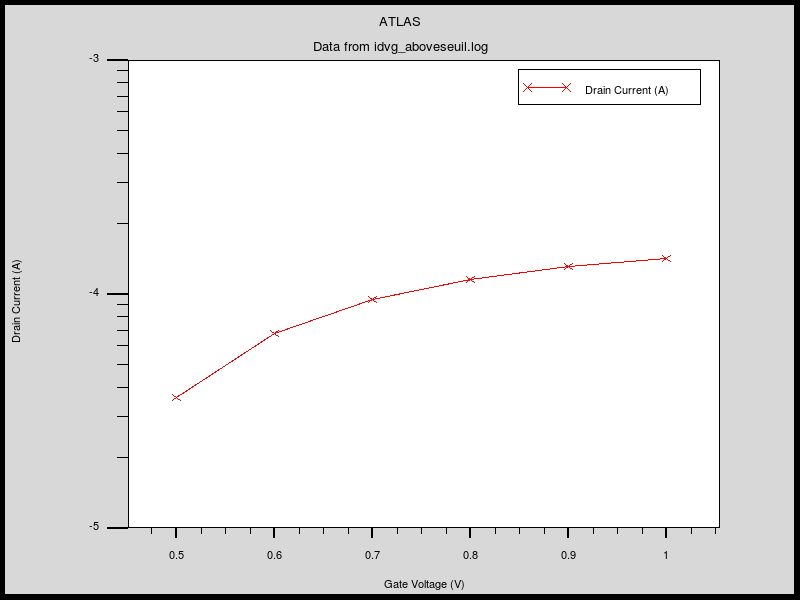 ATLAS
Data from idvg_aboveseuil.log
Drain Current (A)
-3
-4
-5
Drain Current (A)
0.5 0.6 0.7 0.8 0.9 1
Gate Voltage (V)